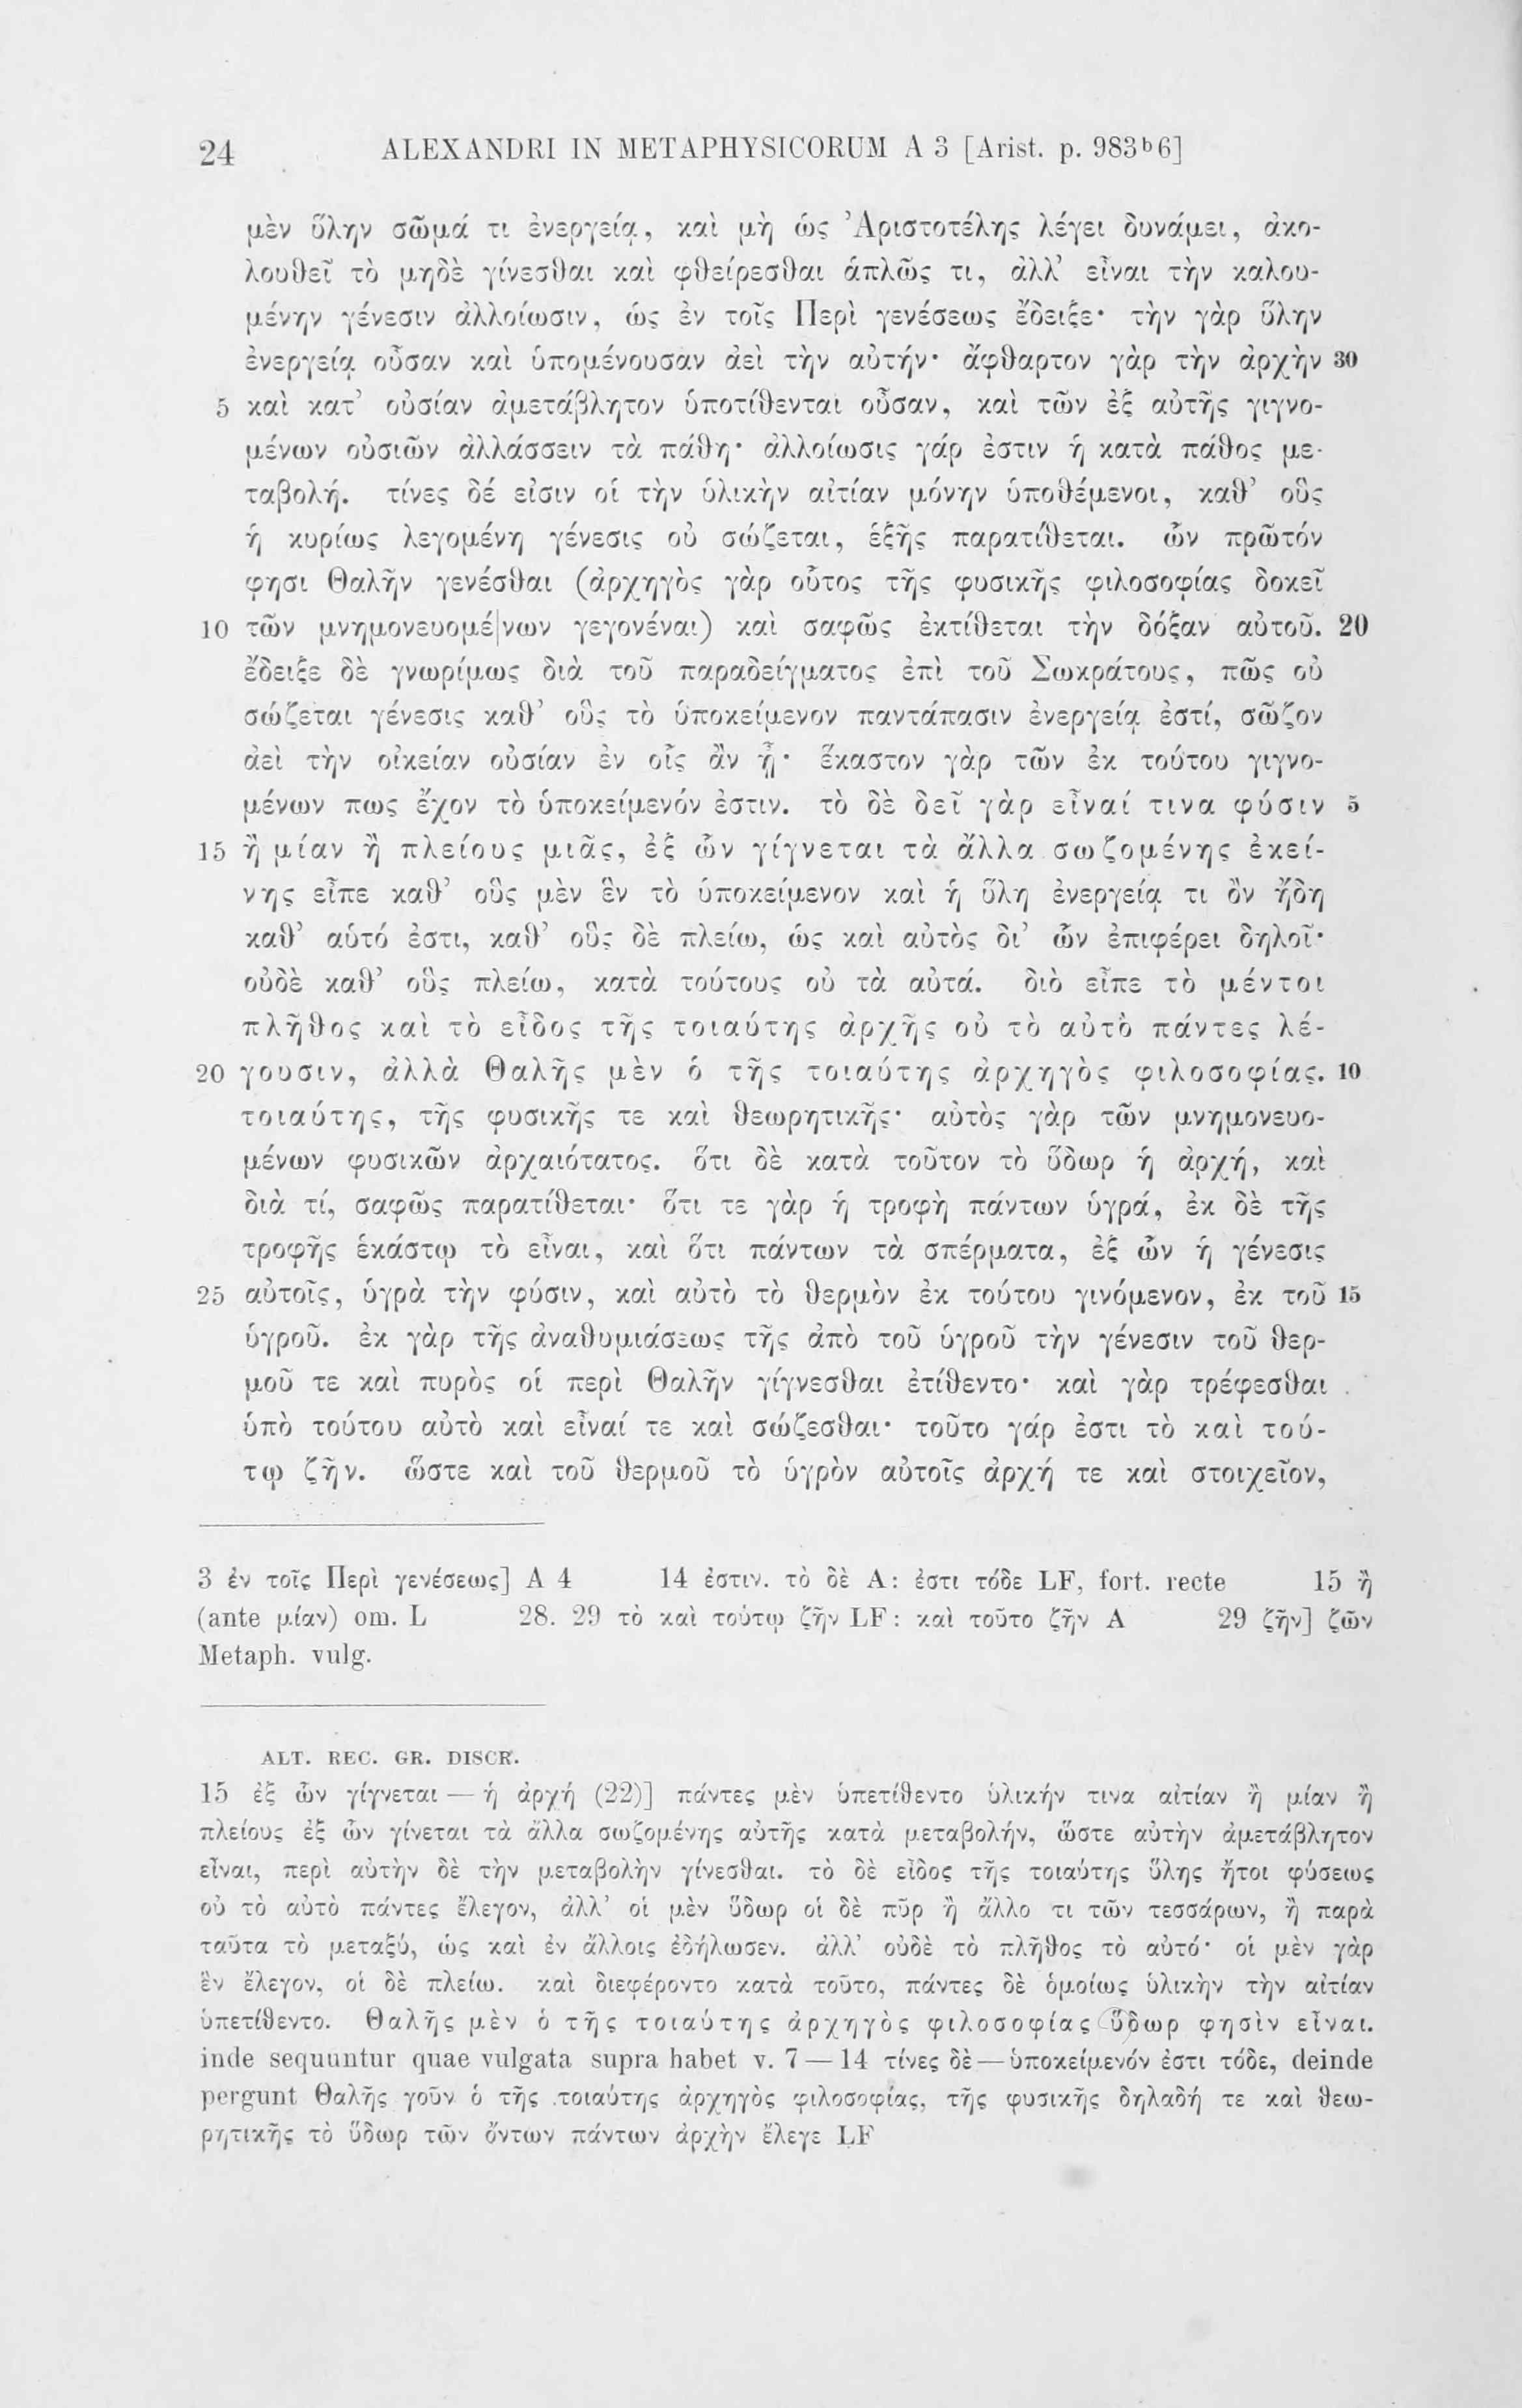 24 ALEXANDRI IN METAPHYSICORUM A 3 [Arist. p. 983ᵇ6]
μὲν ὕλην σῶμά τι ἐνεργείᾳ, καὶ μὴ ὡς Ἀριστοτέλης λέγει δυνάμει, ἀκο-
λουθεῖ τὸ μηδὲ γίνεσθαι καὶ φθείρεσθαι ἁπλῶς τι, ἀλλ’ εἶναι τὴν καλου-
μένην γένεσιν ἀλλοίωσιν, ὡς ἐν τοῖς Περὶ γενέσεως ἔδειξε· τὴν γὰρ ὕλην
ἐνεργείᾳ οὖσαν καὶ ὑπομένουσαν ἀεὶ τὴν αὐτήν· ἄφθαρτον γὰρ τὴν ἀρχὴν 30
5 καὶ κατ’ οὐσίαν ἀμετάβλητον ὑποτίθενται οὖσαν, καὶ τῶν ἐξ αὐτῆς γιγνο-
μένων οὐσιῶν ἀλλάσσειν τὰ πάθη· ἀλλοίωσις γάρ ἐστιν ἡ κατὰ πάθος με-
ταβολή. τίνες δέ εἰσιν οἱ τὴν ὑλικὴν αἰτίαν μόνην ὑποθέμενοι, καθ’ οὓς
ἡ κυρίως λεγομένη γένεσις οὐ σώζεται, ἑξῆς παρατίθεται. ὧν πρῶτόν
φησι Θαλῆν γενέσθαι (ἀρχηγὸς γὰρ οὗτος τῆς φυσικῆς φιλοσοφίας δοκεῖ
10 τῶν μνημονευομέ|νων γεγονέναι) καὶ σαφῶς ἐκτίθεται τὴν δόξαν αὐτοῦ. 20
ἔδειξε δὲ γνωρίμως διὰ τοῦ παραδείγματος ἐπὶ τοῦ Σωκράτους, πῶς οὐ
σώζεται γένεσις καθ’ οὓς τὸ ὑποκείμενον παντάπασιν ἐνεργείᾳ ἐστί, σῶζον
ἀεὶ τὴν οἰκείαν οὐσίαν ἐν οἷς ἂν ᾖ· ἕκαστον γὰρ τῶν ἐκ τούτου γιγνο-
μένων πως ἔχον τὸ ὑποκείμενόν ἐστιν. τὸ δὲ δεῖ γὰρ εἶναί τινα φύσιν 5
15 ἢ μίαν ἢ πλείους μιᾶς, ἐξ ὧν γίγνεται τὰ ἄλλα σωζομένης ἐκεί-
νης εἶπε καθ’ οὓς μὲν ἓν τὸ ὑποκείμενον καὶ ἡ ὕλη ἐνεργείᾳ τι ὂν ἤδη
καθ’ αὑτό ἐστι, καθ’ οὓς δὲ πλείω, ὡς καὶ αὐτὸς δι’ ὧν ἐπιφέρει δηλοῖ·
οὐδὲ καθ’ οὓς πλείω, κατὰ τούτους οὐ τὰ αὐτά. διὸ εἶπε τὸ μέντοι
πλῆθος καὶ τὸ εἶδος τῆς τοιαύτης ἀρχῆς οὐ τὸ αὐτὸ πάντες λέ-
20 γουσιν, ἀλλὰ Θαλῆς μὲν ὁ τῆς τοιαύτης ἀρχηγὸς φιλοσοφίας. 10
τοιαύτης, τῆς φυσικῆς τε καὶ θεωρητικῆς· αὐτὸς γὰρ τῶν μνημονευο-
μένων φυσικῶν ἀρχαιότατος. ὅτι δὲ κατὰ τοῦτον τὸ ὕδωρ ἡ ἀρχή, καὶ
διὰ τί, σαφῶς παρατίθεται· ὅτι τε γὰρ ἡ τροφὴ πάντων ὑγρά, ἐκ δὲ τῆς
τροφῆς ἑκάστῳ τὸ εἶναι, καὶ ὅτι πάντων τὰ σπέρματα, ἐξ ὧν ἡ γένεσις
25 αὐτοῖς, ὑγρὰ τὴν φύσιν, καὶ αὐτὸ τὸ θερμὸν ἐκ τούτου γινόμενον, ἐκ τοῦ 15
ὑγροῦ. ἐκ γὰρ τῆς ἀναθυμιάσεως τῆς ἀπὸ τοῦ ὑγροῦ τὴν γένεσιν τοῦ θερ-
μοῦ τε καὶ πυρὸς οἱ περὶ Θαλῆν γίγνεσθαι ἐτίθεντο· καὶ γὰρ τρέφεσθαι
ὑπὸ τούτου αὐτὸ καὶ εἶναί τε καὶ σώζεσθαι· τοῦτο γάρ ἐστι τὸ καὶ τού-
τῳ ζῆν. ὥστε καὶ τοῦ θερμοῦ τὸ ὑγρὸν αὐτοῖς ἀρχή τε καὶ στοιχεῖον,
3 ἐν τοῖς Περὶ γενέσεως] A 4 14 ἐστιν. τὸ δὲ A: ἐστι τόδε LF, fort. recte 15 ἢ
(ante μίαν) om. L 28. 29 τὸ καὶ τούτῳ ζῆν LF: καὶ τοῦτο ζῆν A 29 ζῆν] ζῶν
Metaph. vulg.
ALT. REC. GR. DISCR.
15 ἐξ ὧν γίγνεται — ἡ ἀρχή (22)] πάντες μὲν ὑπετίθεντο ὑλικήν τινα αἰτίαν ἢ μίαν ἢ
πλείους ἐξ ὧν γίνεται τὰ ἄλλα σωζομένης αὐτῆς κατὰ μεταβολήν, ὥστε αὐτὴν ἀμετάβλητον
εἶναι, περὶ αὐτὴν δὲ τὴν μεταβολὴν γίνεσθαι. τὸ δὲ εἶδος τῆς τοιαύτης ὕλης ἤτοι φύσεως
οὐ τὸ αὐτὸ πάντες ἔλεγον, ἀλλ’ οἱ μὲν ὕδωρ οἱ δὲ πῦρ ἢ ἄλλο τι τῶν τεσσάρων, ἢ παρὰ
ταῦτα τὸ μεταξύ, ὡς καὶ ἐν ἄλλοις ἐδήλωσεν. ἀλλ’ οὐδὲ τὸ πλῆθος τὸ αὐτό· οἱ μὲν γὰρ
ἓν ἔλεγον, οἱ δὲ πλείω. καὶ διεφέροντο κατὰ τοῦτο, πάντες δὲ ὁμοίως ὑλικὴν τὴν αἰτίαν
ὑπετίθεντο. Θαλῆς μὲν ὁ τῆς τοιαύτης ἀρχηγὸς φιλοσοφίας ὕδωρ φησὶν εἶναι.
inde sequuntur quae vulgata supra habet v. 7 — 14 τίνες δὲ — ὑποκείμενόν ἐστι τόδε, deinde
pergunt Θαλῆς γοῦν ὁ τῆς τοιαύτης ἀρχηγὸς φιλοσοφίας, τῆς φυσικῆς δηλαδή τε καὶ θεω-
ρητικῆς τὸ ὕδωρ τῶν ὄντων πάντων ἀρχὴν ἔλεγε LF